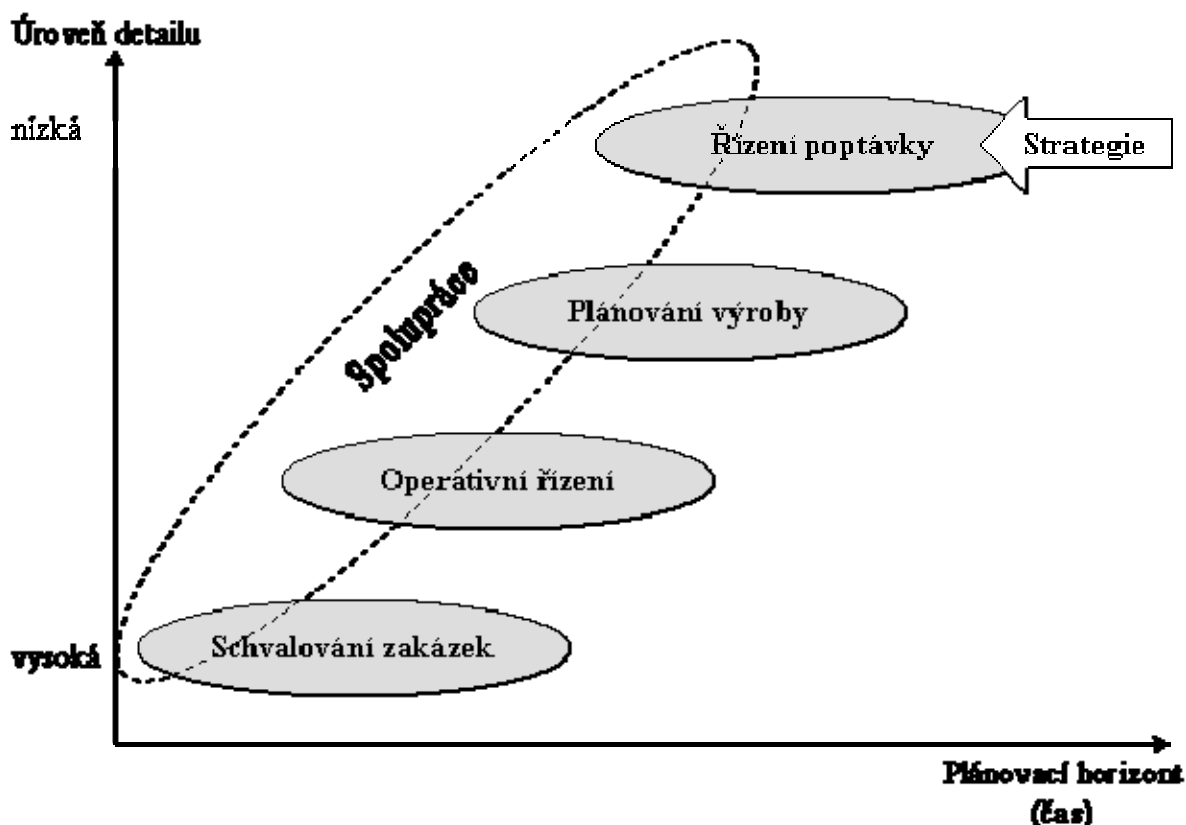 Úroveň detailu
nízká
Řízení poptávky
Strategie
Spolupráce
Plánování výroby
Operativní řízení
Schvalování zakázek
vysoká
Plánovací horizont
(čas)